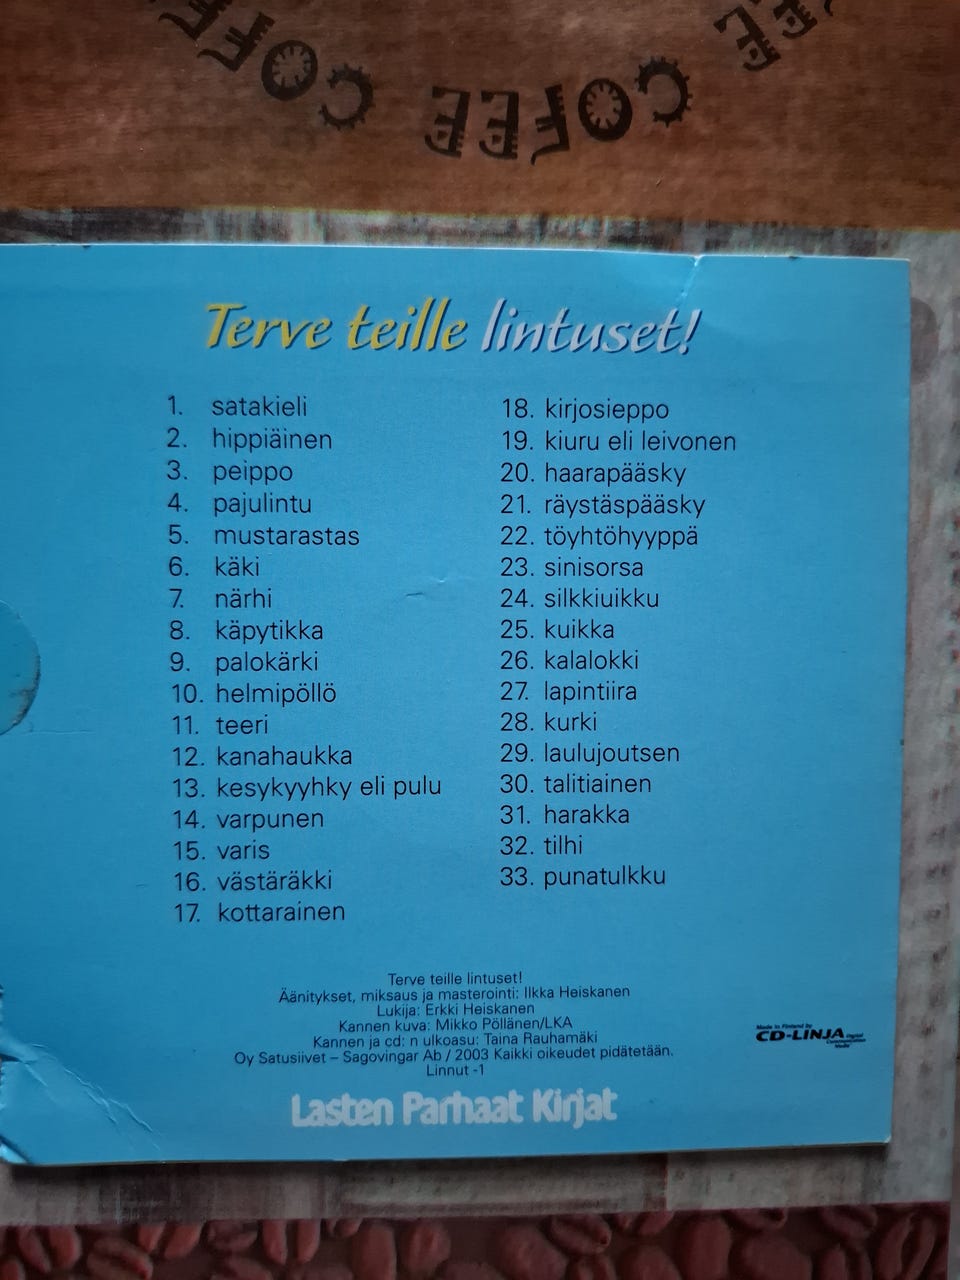 COFEE COFEE
Terve teille lintuset!
1. satakieli
2. hippiäinen
3. peippo
4. pajulintu
5. mustarastas
6. käki
7. närhi
8. käpytikka
9. palokärki
10. helmipöllö
11. teeri
12. kanahaukka
13. kesykyyhky eli pulu
14. varpunen
15. varis
16. västäräkki
17. kottarainen
18. kirjosieppo
19. kiuru eli leivonen
20. haarapääsky
21. räystäspääsky
22. töyhtöhyyppä
23. sinisorsa
24. silkkiuikku
25. kuikka
26. kalalokki
27. lapintiira
28. kurki
29. laulujoutsen
30. talitiainen
31. harakka
32. tilhi
33. punatulkku
Terve teille lintuset!
Äänitykset, miksaus ja masterointi: Ilkka Heiskanen
Lukija: Erkki Heiskanen
Kannen kuva: Mikko Pöllänen/LKA
Kannen ja cd: n ulkoasu: Taina Rauhamäki
Oy Satusiivet – Sagovingar Ab / 2003 Kaikki oikeudet pidätetään.
Linnut -1
Made in Finland by
CD-LINJA Digital
Communication
Media
Lasten Parhaat Kirjat